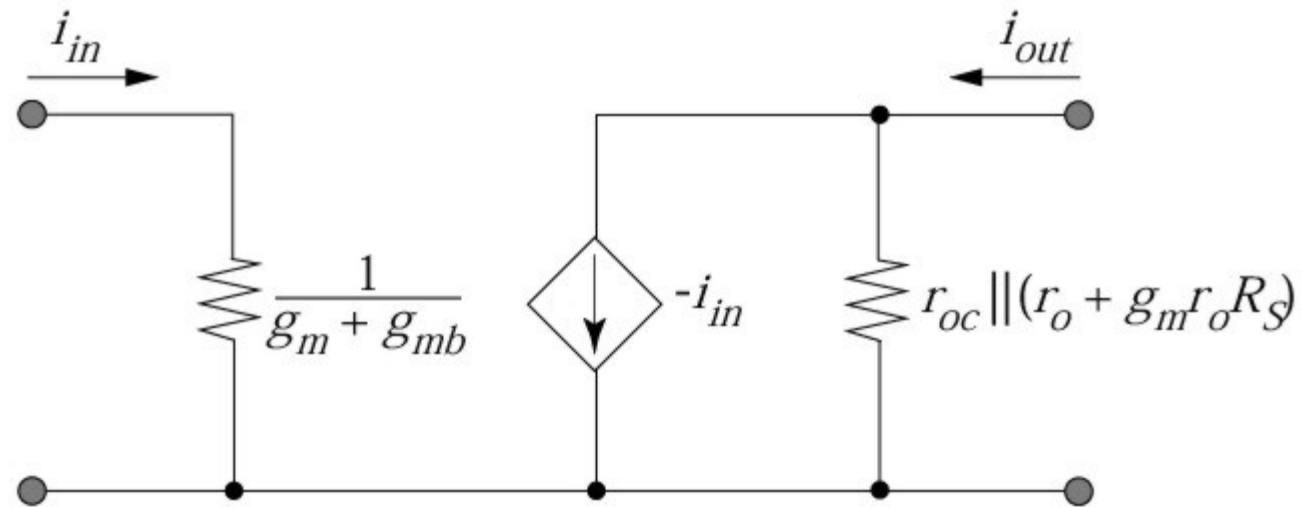 i_in
i_out
1
g_m + g_mb
-i_in
r_oc || (r_o + g_m r_o R_S)